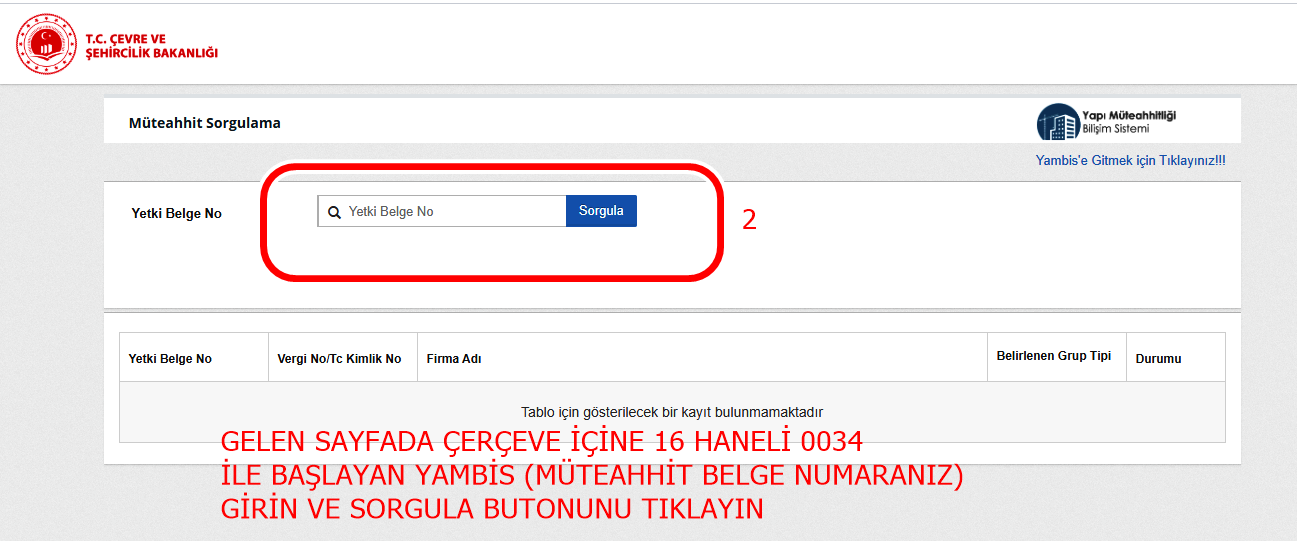 T.C. ÇEVRE VE
ŞEHİRCİLİK BAKANLIĞI
Müteahhit Sorgulama
Yapı Müteahhitliği
Bilişim Sistemi
Yambis'e Gitmek için Tıklayınız!!!
Yetki Belge No
Yetki Belge No
Sorgula
2
Yetki Belge No
Vergi No/Tc Kimlik No
Firma Adı
Belirlenen Grup Tipi
Durumu
Tablo için gösterilecek bir kayıt bulunmamaktadır
GELEN SAYFADA ÇERÇEVE İÇİNE 16 HANELİ 0034
İLE BAŞLAYAN YAMBİS (MÜTEAHHİT BELGE NUMARANIZ)
GİRİN VE SORGULA BUTONUNU TIKLAYIN